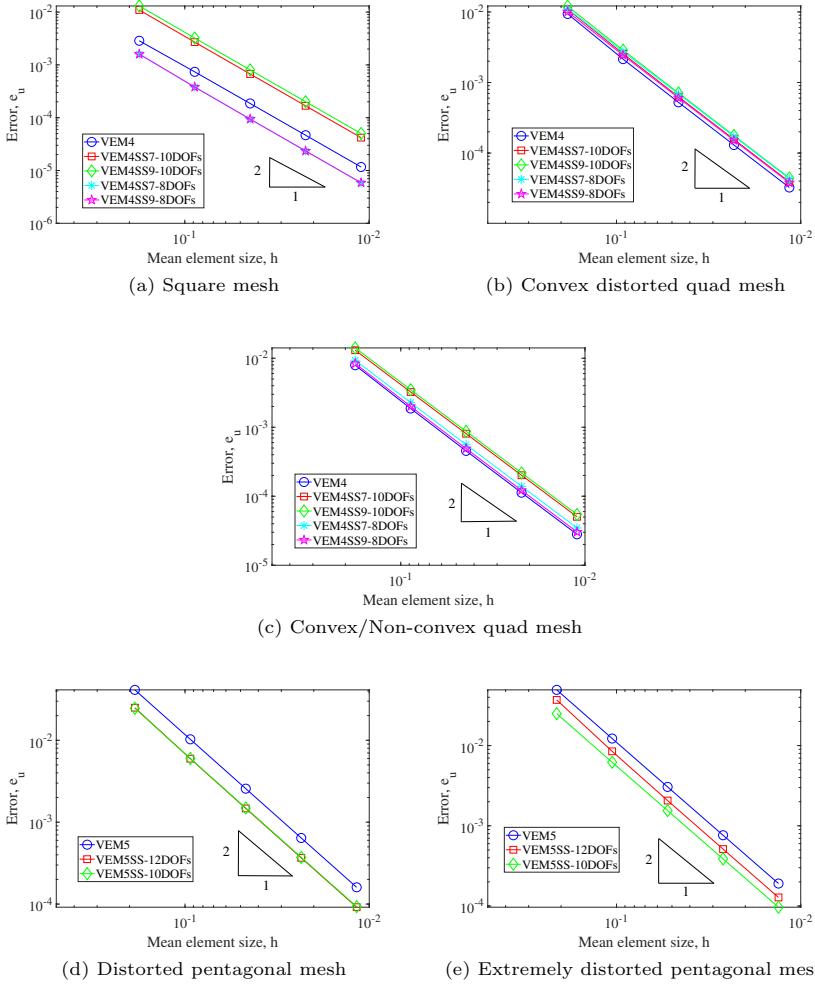 10^-2
10^-3
10^-4
10^-5
10^-6
Error, e_u
VEM4
VEM4SS7-10DOFs
VEM4SS9-10DOFs
VEM4SS7-8DOFs
VEM4SS9-8DOFs
2
1
10^-1
10^-2
Mean element size, h
(a) Square mesh
10^-2
10^-3
10^-4
Error, e_u
VEM4
VEM4SS7-10DOFs
VEM4SS9-10DOFs
VEM4SS7-8DOFs
VEM4SS9-8DOFs
2
1
10^-1
10^-2
Mean element size, h
(b) Convex distorted quad mesh
10^-2
10^-3
10^-4
10^-5
Error, e_u
VEM4
VEM4SS7-10DOFs
VEM4SS9-10DOFs
VEM4SS7-8DOFs
VEM4SS9-8DOFs
2
1
10^-1
10^-2
Mean element size, h
(c) Convex/Non-convex quad mesh
10^-2
10^-3
10^-4
Error, e_u
VEM5
VEM5SS-12DOFs
VEM5SS-10DOFs
2
1
10^-1
10^-2
Mean element size, h
(d) Distorted pentagonal mesh
10^-2
10^-3
10^-4
Error, e_u
VEM5
VEM5SS-12DOFs
VEM5SS-10DOFs
2
1
10^-1
10^-2
Mean element size, h
(e) Extremely distorted pentagonal mes